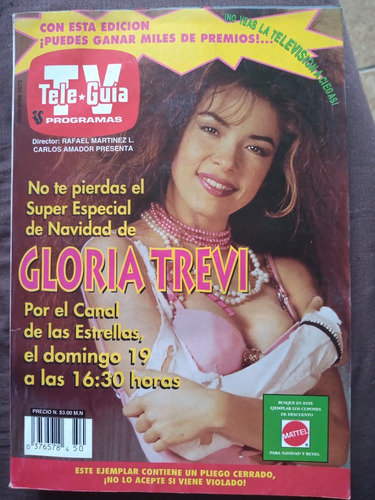 CON ESTA EDICION
¡PUEDES GANAR MILES DE PREMIOS!...
¡NO VEAS LA TELEVISION A CIEGAS!
TV
Tele★Guía
PROGRAMAS
Director: RAFAEL MARTINEZ L.
CARLOS AMADOR PRESENTA
No te pierdas el
Super Especial
de Navidad de
GLORIA TREVI
Por el Canal
de las Estrellas,
el domingo 19
a las 16:30 horas
PRECIO N. $3.00 M.N
0 376578 450
BUSQUE EN ESTE
EJEMPLAR LOS CUPONES
DE DESCUENTO
MATTEL
PARA NAVIDAD Y REYES.
ESTE EJEMPLAR CONTIENE UN PLIEGO CERRADO,
¡NO LO ACEPTE SI VIENE VIOLADO!